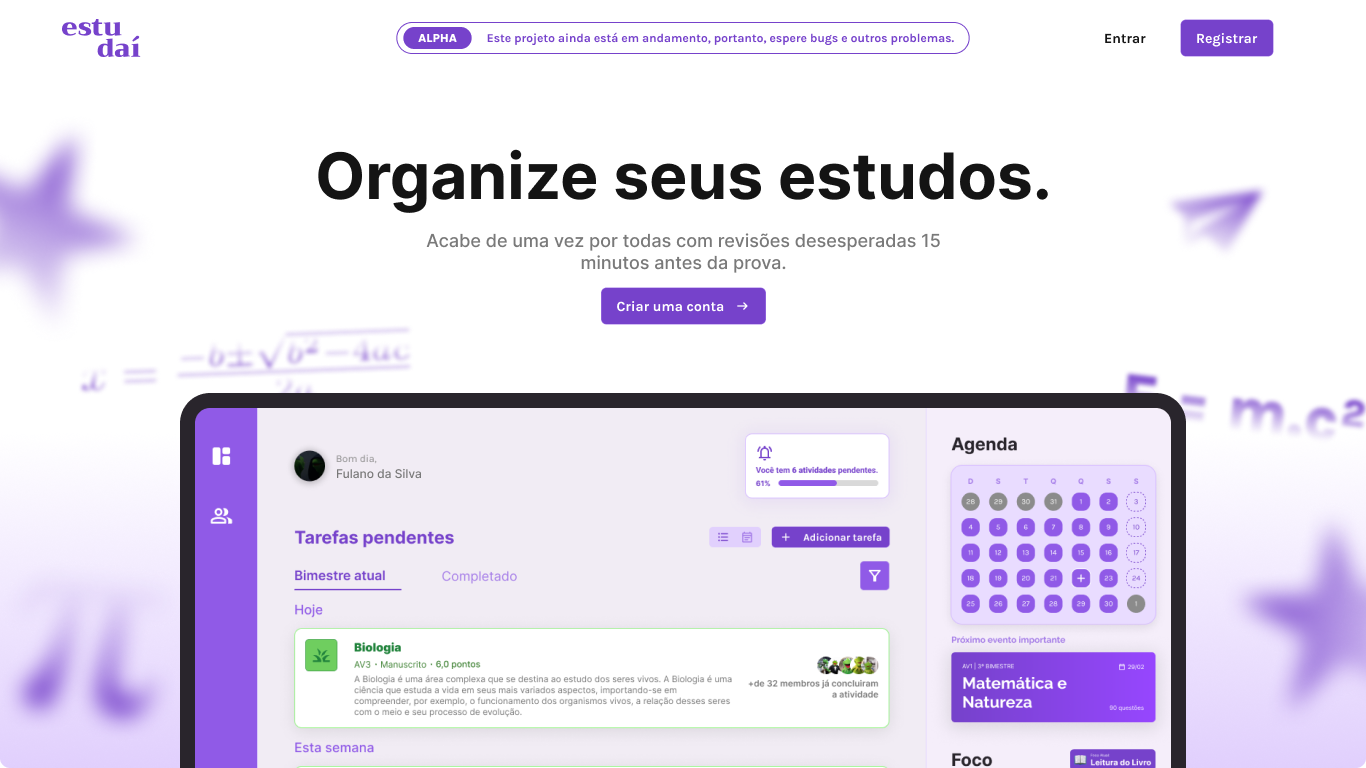 estu
daí
ALPHA Este projeto ainda está em andamento, portanto, espere bugs e outros problemas.
Entrar
Registrar
Organize seus estudos.
Acabe de uma vez por todas com revisões desesperadas 15
minutos antes da prova.
Criar uma conta
x = −b±√b²−4ac
2a
E = m.c²
Bom dia,
Fulano da Silva
Você tem 6 atividades pendentes.
61%
Tarefas pendentes
Adicionar tarefa
Bimestre atual
Completado
Hoje
Biologia
AV3 • Manuscrito • 6,0 pontos
A Biologia é uma área complexa que se destina ao estudo dos seres vivos. A Biologia é uma
ciência que estuda a vida em seus mais variados aspectos, importando-se em
compreender, por exemplo, o funcionamento dos organismos vivos, a relação desses seres
com o meio e seu processo de evolução.
+de 32 membros já concluiram
a atividade
Esta semana
Agenda
D S T Q Q S S
28 29 30 31 1 2 3
4 5 6 7 8 9 10
11 12 13 14 15 16 17
18 19 20 21 + 23 24
25 26 27 28 29 30 1
Próximo evento importante
AV1 | 3º BIMESTRE
29/02
Matemática e
Natureza
90 questões
Foco
Leitura do Livro